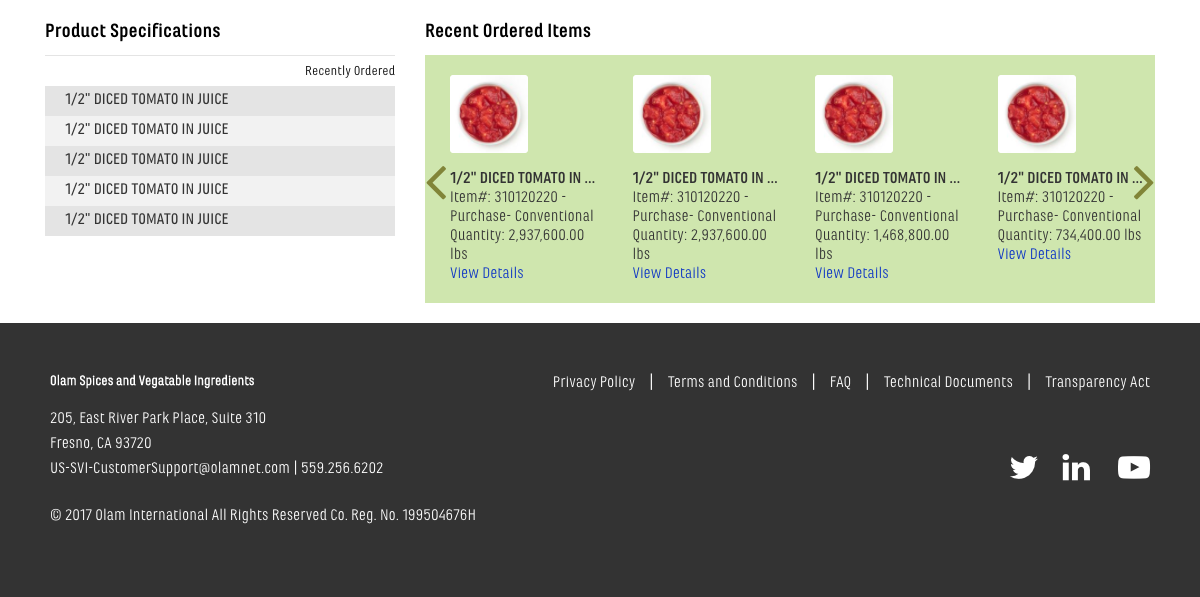 Product Specifications
Recently Ordered
1/2" DICED TOMATO IN JUICE
1/2" DICED TOMATO IN JUICE
1/2" DICED TOMATO IN JUICE
1/2" DICED TOMATO IN JUICE
1/2" DICED TOMATO IN JUICE
Recent Ordered Items
1/2" DICED TOMATO IN ...
Item#: 310120220 -
Purchase- Conventional
Quantity: 2,937,600.00
lbs
View Details
1/2" DICED TOMATO IN ...
Item#: 310120220 -
Purchase- Conventional
Quantity: 2,937,600.00
lbs
View Details
1/2" DICED TOMATO IN ...
Item#: 310120220 -
Purchase- Conventional
Quantity: 1,468,800.00
lbs
View Details
1/2" DICED TOMATO IN ...
Item#: 310120220 -
Purchase- Conventional
Quantity: 734,400.00 lbs
View Details
Olam Spices and Vegatable Ingredients
205, East River Park Place, Suite 310
Fresno, CA 93720
US-SVI-CustomerSupport@olamnet.com | 559.256.6202
© 2017 Olam International All Rights Reserved Co. Reg. No. 199504676H
Privacy Policy | Terms and Conditions | FAQ | Technical Documents | Transparency Act